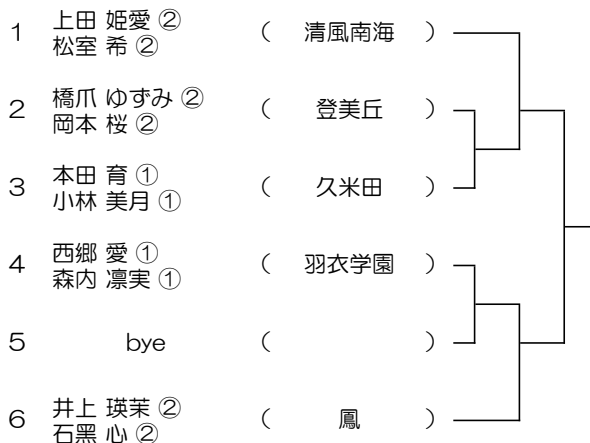 1 上田 姫愛 ② ( 清風南海 )
松室 希 ②
2 橋爪 ゆずみ ② ( 登美丘 )
岡本 桜 ②
3 本田 育 ① ( 久米田 )
小林 美月 ①
4 西郷 愛 ① ( 羽衣学園 )
森内 凛実 ①
5 bye ( )
6 井上 瑛茉 ② ( 鳳 )
石黑 心 ②